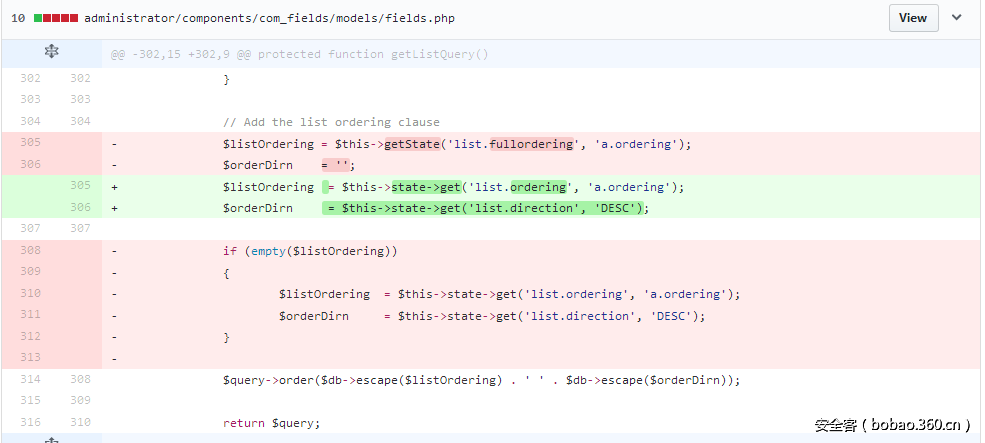 10 administrator/components/com_fields/models/fields.php View
@@ -302,15 +302,9 @@ protected function getListQuery()
302 302 }
303 303
304 304 // Add the list ordering clause
305 - $listOrdering = $this->getState('list.fullordering', 'a.ordering');
306 - $orderDirn = '';
305 + $listOrdering = $this->state->get('list.ordering', 'a.ordering');
306 + $orderDirn = $this->state->get('list.direction', 'DESC');
307 307
308 - if (empty($listOrdering))
309 - {
310 - $listOrdering = $this->state->get('list.ordering', 'a.ordering');
311 - $orderDirn = $this->state->get('list.direction', 'DESC');
312 - }
313 -
314 308 $query->order($db->escape($listOrdering) . ' ' . $db->escape($orderDirn));
315 309
316 310 return $query;
安全客 ( bobao.360.cn )